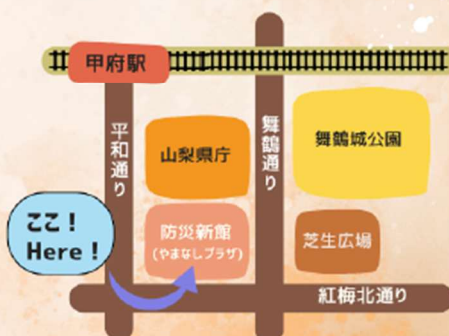 甲府駅
平和通り
山梨県庁
舞鶴通り
舞鶴城公園
ここ！
Here！
防災新館
(やまなしプラザ)
芝生広場
紅梅北通り